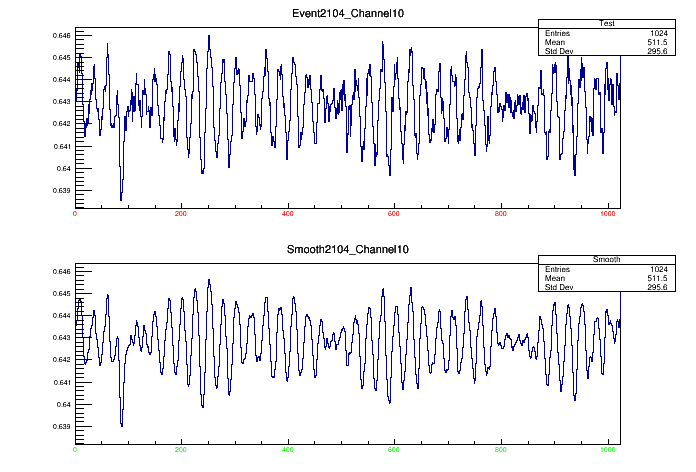 Event2104_Channel10
Test
Entries 1024
Mean 511.5
Std Dev 295.6
0.646
0.645
0.644
0.643
0.642
0.641
0.64
0.639
0 200 400 600 800 1000
Smooth2104_Channel10
Smooth
Entries 1024
Mean 511.5
Std Dev 295.6
0.646
0.645
0.644
0.643
0.642
0.641
0.64
0.639
0 200 400 600 800 1000